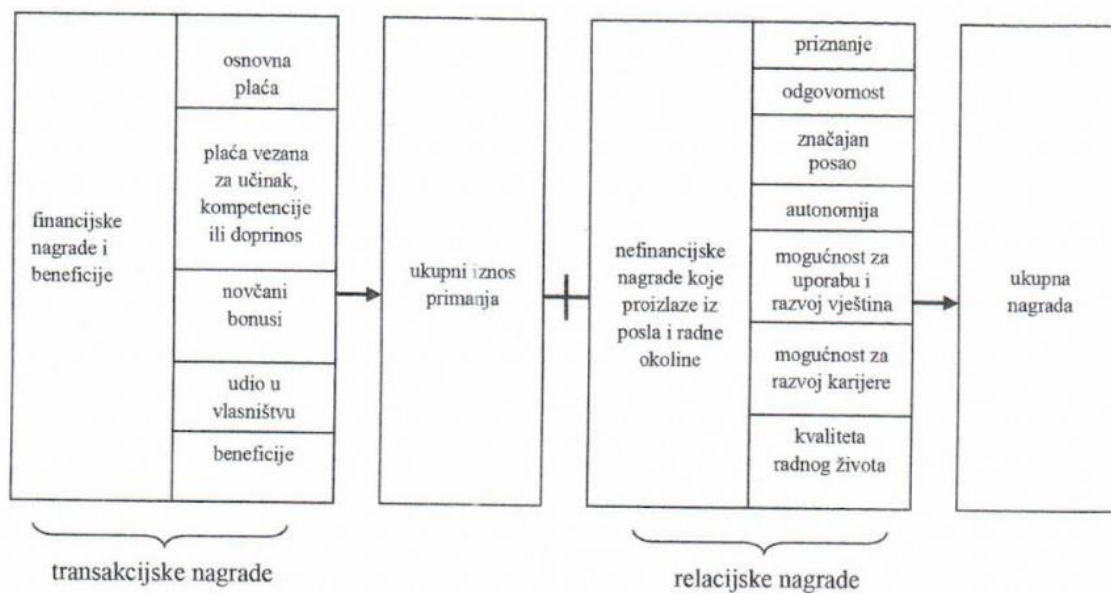 financijske
nagrade i
beneficije
osnovna
plaća
plaća vezana
za učinak,
kompetencije
ili doprinos
novčani
bonusi
udio u
vlasništvu
beneficije
transakcijske nagrade
ukupni iznos
primanja
nefinancijske
nagrade koje
proizlaze iz
posla i radne
okoline
priznanje
odgovornost
značajan
posao
autonomija
mogućnost za
uporabu i
razvoj vještina
mogućnost za
razvoj karijere
kvaliteta
radnog života
relacijske nagrade
ukupna
nagrada